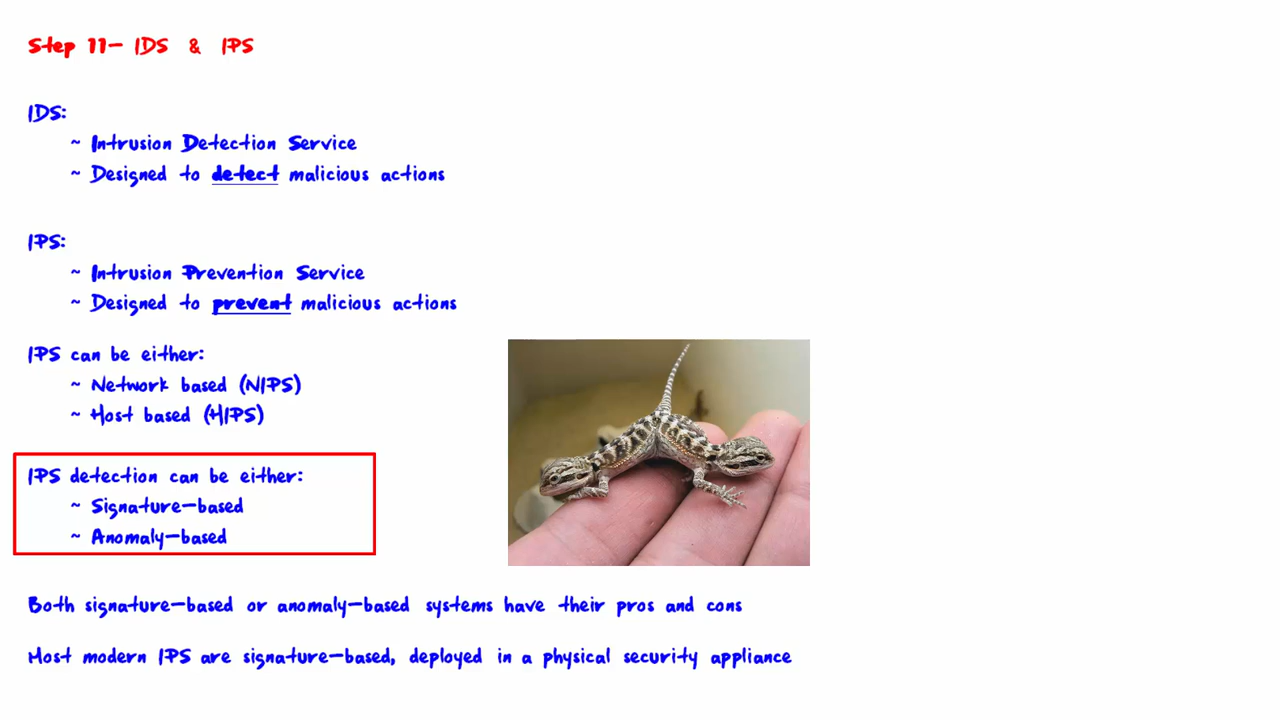 Step 11- IDS & IPS
IDS:
~ Intrusion Detection Service
~ Designed to detect malicious actions
IPS:
~ Intrusion Prevention Service
~ Designed to prevent malicious actions
IPS can be either:
~ Network based (NIPS)
~ Host based (HIPS)
IPS detection can be either:
~ Signature-based
~ Anomaly-based
Both signature-based or anomaly-based systems have their pros and cons
Most modern IPS are signature-based, deployed in a physical security appliance